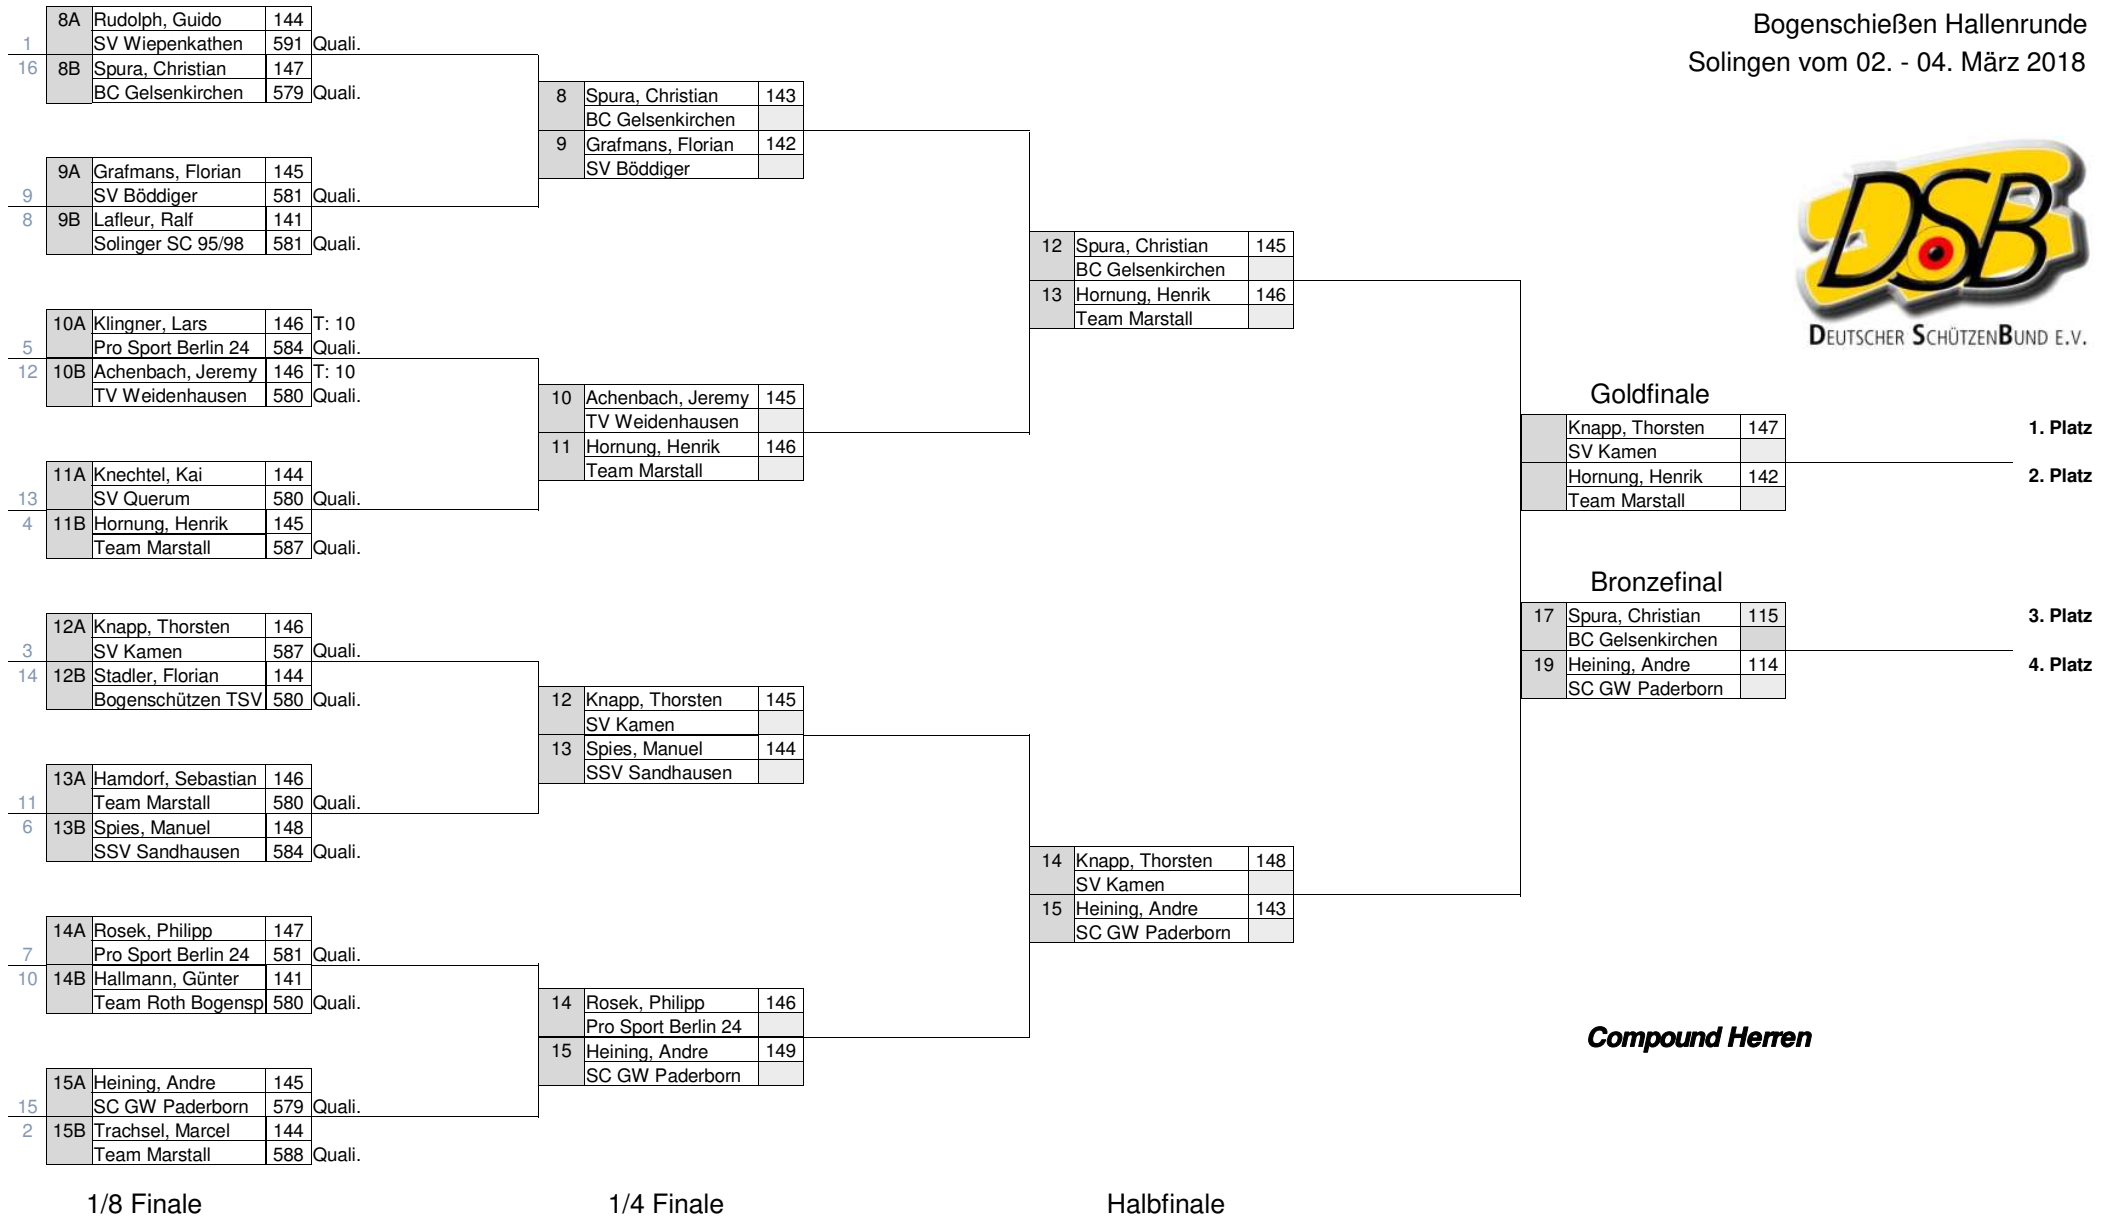 Bogenschießen Hallenrunde
Solingen vom 02. - 04. März 2018
DSB
DEUTSCHER SCHÜTZENBUND E.V.
8A Rudolph, Guido 144
1 SV Wiepenkathen 591 Quali.
16 8B Spura, Christian 147
BC Gelsenkirchen 579 Quali.
9A Grafmans, Florian 145
9 SV Böddiger 581 Quali.
8 9B Lafleur, Ralf 141
Solinger SC 95/98 581 Quali.
10A Klingner, Lars 146 T: 10
5 Pro Sport Berlin 24 584 Quali.
12 10B Achenbach, Jeremy 146 T: 10
TV Weidenhausen 580 Quali.
11A Knechtel, Kai 144
13 SV Querum 580 Quali.
4 11B Hornung, Henrik 145
Team Marstall 587 Quali.
12A Knapp, Thorsten 146
3 SV Kamen 587 Quali.
14 12B Stadler, Florian 144
Bogenschützen TSV 580 Quali.
13A Hamdorf, Sebastian 146
11 Team Marstall 580 Quali.
6 13B Spies, Manuel 148
SSV Sandhausen 584 Quali.
14A Rosek, Philipp 147
7 Pro Sport Berlin 24 581 Quali.
10 14B Hallmann, Günter 141
Team Roth Bogensp 580 Quali.
15A Heining, Andre 145
15 SC GW Paderborn 579 Quali.
2 15B Trachsel, Marcel 144
Team Marstall 588 Quali.
1/8 Finale
8 Spura, Christian 143
BC Gelsenkirchen
9 Grafmans, Florian 142
SV Böddiger
10 Achenbach, Jeremy 145
TV Weidenhausen
11 Hornung, Henrik 146
Team Marstall
12 Knapp, Thorsten 145
SV Kamen
13 Spies, Manuel 144
SSV Sandhausen
14 Rosek, Philipp 146
Pro Sport Berlin 24
15 Heining, Andre 149
SC GW Paderborn
1/4 Finale
12 Spura, Christian 145
BC Gelsenkirchen
13 Hornung, Henrik 146
Team Marstall
14 Knapp, Thorsten 148
SV Kamen
15 Heining, Andre 143
SC GW Paderborn
Halbfinale
Goldfinale
Knapp, Thorsten 147 1. Platz
SV Kamen
Hornung, Henrik 142 2. Platz
Team Marstall
Bronzefinal
17 Spura, Christian 115 3. Platz
BC Gelsenkirchen
19 Heining, Andre 114 4. Platz
SC GW Paderborn
Compound Herren